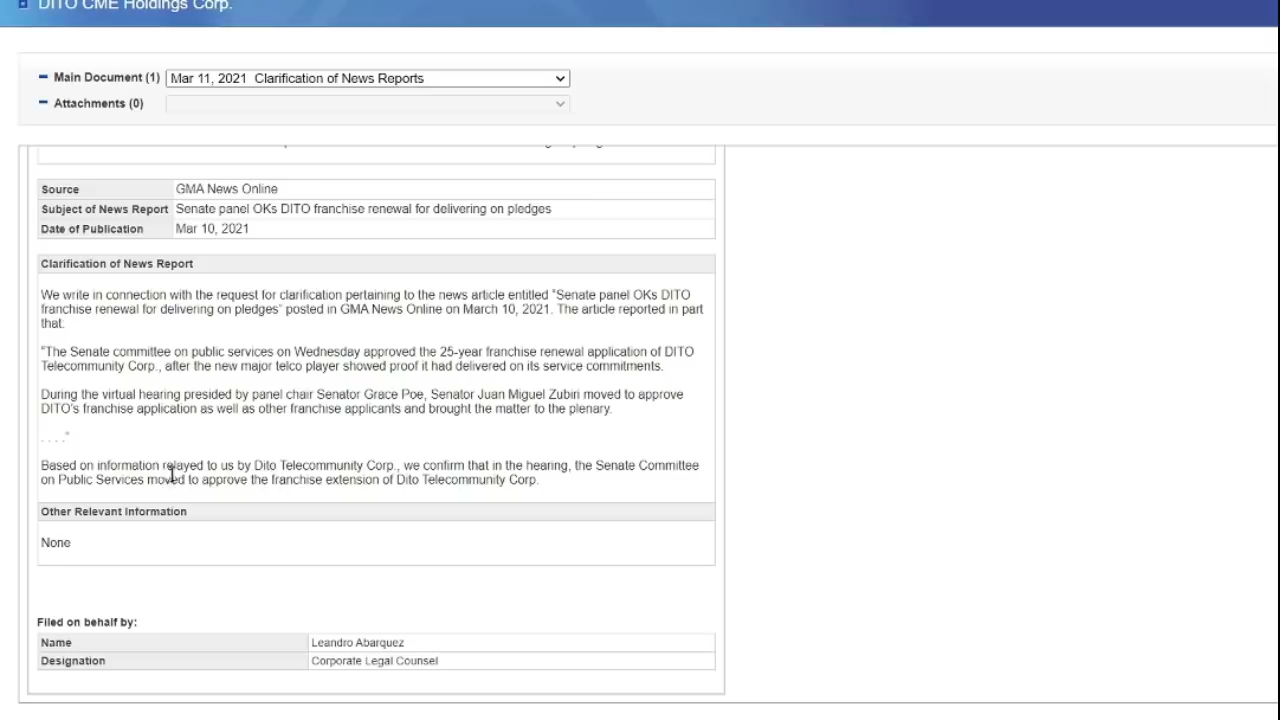 DITO CME Holdings Corp.
Main Document (1) Mar 11, 2021 Clarification of News Reports
Attachments (0)
Source GMA News Online
Subject of News Report Senate panel OKs DITO franchise renewal for delivering on pledges
Date of Publication Mar 10, 2021
Clarification of News Report
We write in connection with the request for clarification pertaining to the news article entitled “Senate panel OKs DITO
franchise renewal for delivering on pledges” posted in GMA News Online on March 10, 2021. The article reported in part
that:
“The Senate committee on public services on Wednesday approved the 25-year franchise renewal application of DITO
Telecommunity Corp., after the new major telco player showed proof it had delivered on its service commitments.
During the virtual hearing presided by panel chair Senator Grace Poe, Senator Juan Miguel Zubiri moved to approve
DITO's franchise application as well as other franchise applicants and brought the matter to the plenary.
. . . .”
Based on information relayed to us by Dito Telecommunity Corp., we confirm that in the hearing, the Senate Committee
on Public Services moved to approve the franchise extension of Dito Telecommunity Corp.
Other Relevant Information
None
Filed on behalf by:
Name Leandro Abarquez
Designation Corporate Legal Counsel